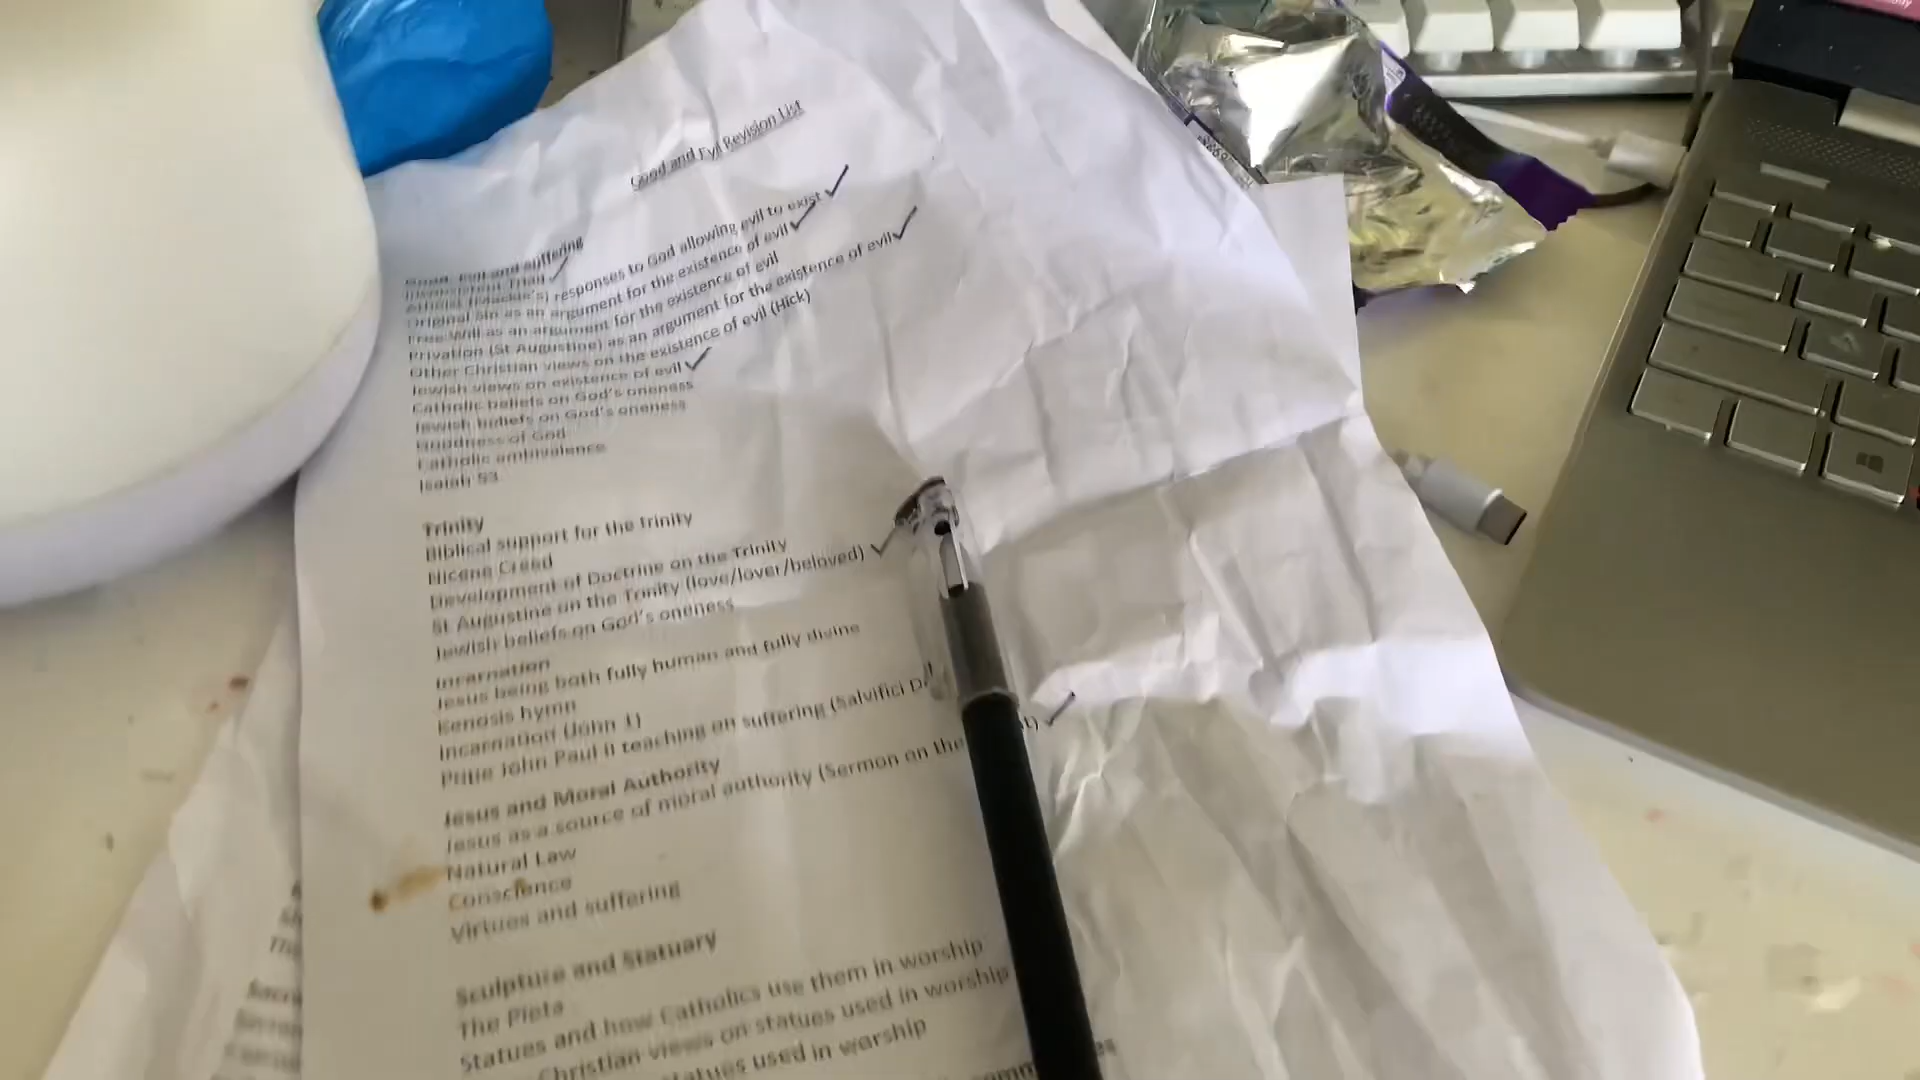 Good and Evil Revision List
Good, Evil and suffering
responses to God allowing evil to exist
Original Sin as an argument for the existence of evil
Free Will as an argument for the existence of evil
Privation (St Augustine) as an argument for the existence of evil
Other Christian views on the existence of evil (Hick)
Jewish views on existence of evil
Catholic beliefs on God's oneness
Jewish beliefs on God's oneness
Goodness of God
Catholic ambivalence
Isaiah 53
Trinity
Biblical support for the trinity
Nicene Creed
Development of Doctrine on the Trinity
St Augustine on the Trinity (love/lover/beloved)
Jewish beliefs on God's oneness
Incarnation
Jesus being both fully human and fully divine
Kenosis hymn
Incarnation (John 1)
Pope John Paul II teaching on suffering (Salvifici
Jesus and Moral Authority
Jesus as a source of moral authority (Sermon on the
Natural Law
Conscience
Virtues and suffering
Sculpture and Statuary
The Pieta
Statues and how Catholics use them in worship
Christian views on statues used in worship
statues used in worship